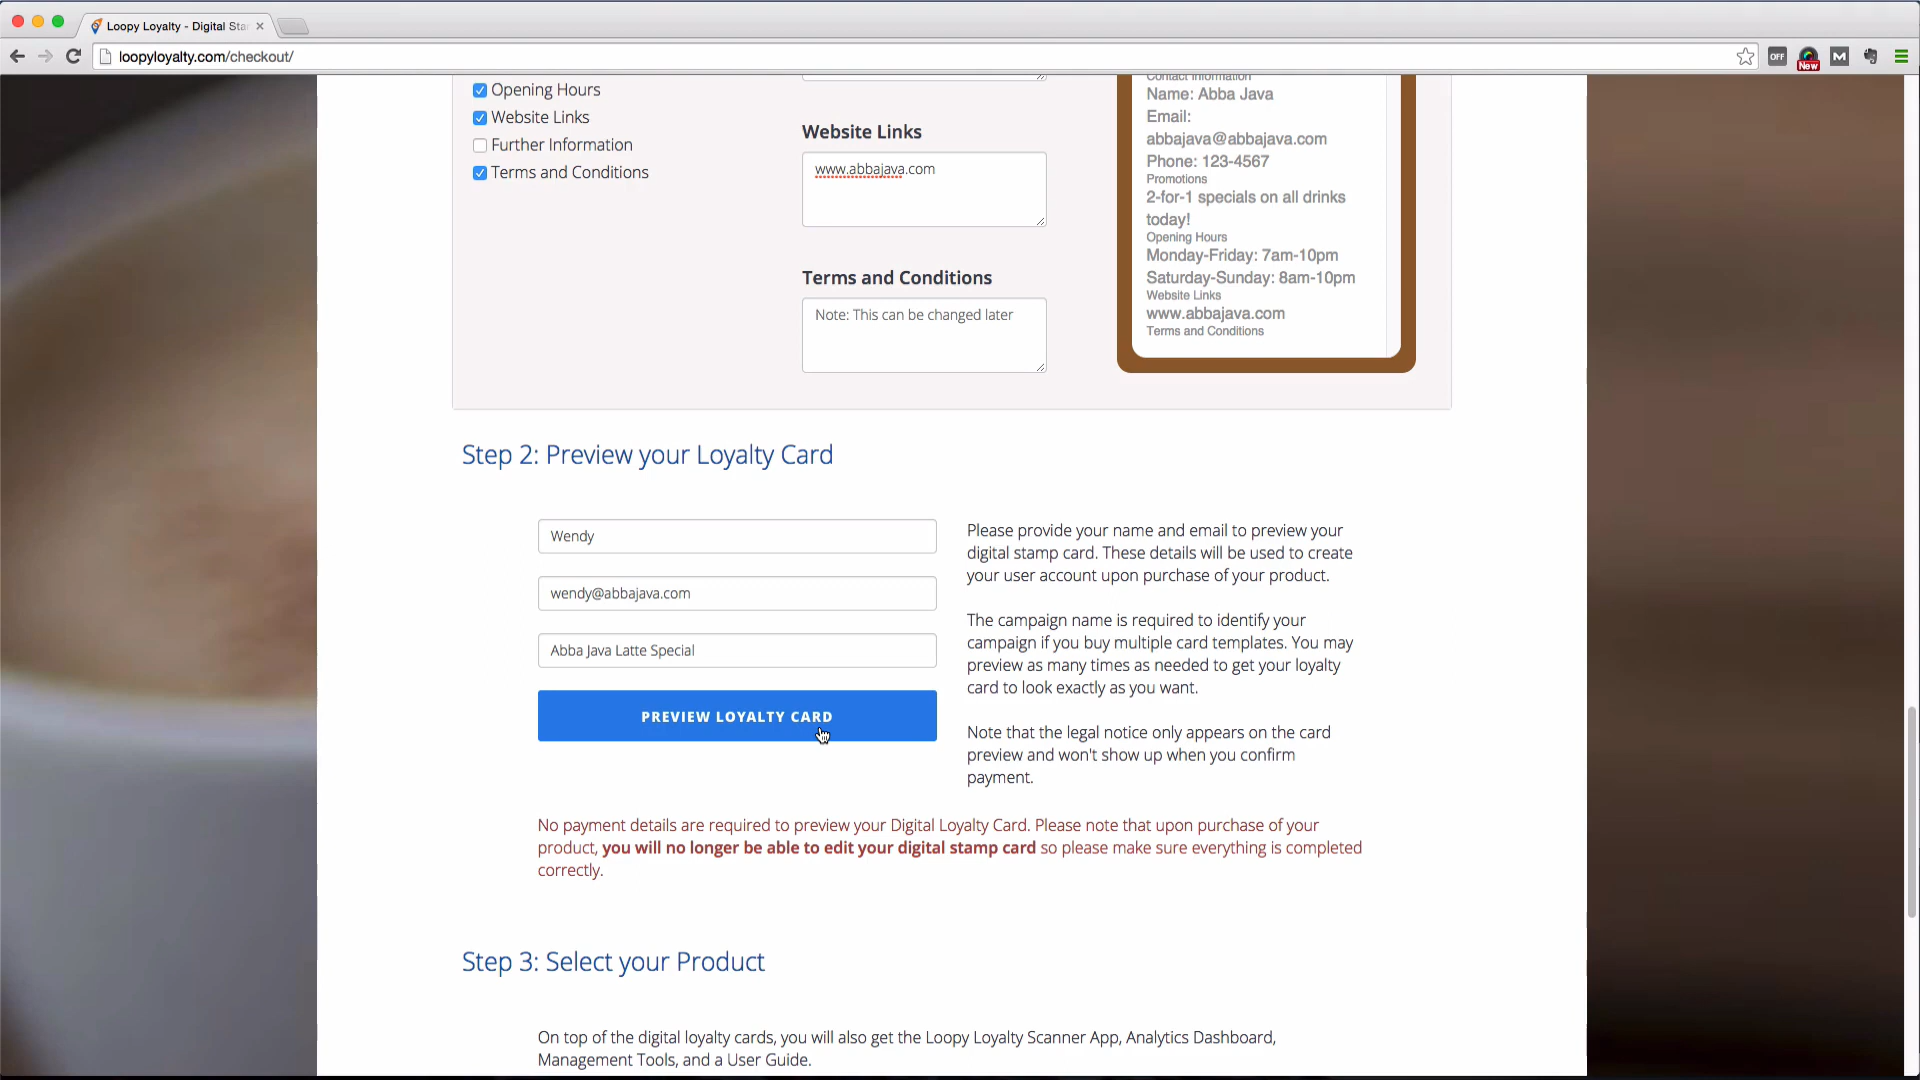 Loopy Loyalty - Digital Sta
loopyloyalty.com/checkout/
OFF
New
M
Opening Hours
Website Links
Further Information
Terms and Conditions
Website Links
www.abbajava.com
Terms and Conditions
Note: This can be changed later
Contact Information
Name: Abba Java
Email:
abbajava@abbajava.com
Phone: 123-4567
Promotions
2-for-1 specials on all drinks
today!
Opening Hours
Monday-Friday: 7am-10pm
Saturday-Sunday: 8am-10pm
Website Links
www.abbajava.com
Terms and Conditions
Step 2: Preview your Loyalty Card
Wendy
wendy@abbajava.com
Abba Java Latte Special
PREVIEW LOYALTY CARD
Please provide your name and email to preview your
digital stamp card. These details will be used to create
your user account upon purchase of your product.
The campaign name is required to identify your
campaign if you buy multiple card templates. You may
preview as many times as needed to get your loyalty
card to look exactly as you want.
Note that the legal notice only appears on the card
preview and won't show up when you confirm
payment.
No payment details are required to preview your Digital Loyalty Card. Please note that upon purchase of your
product, you will no longer be able to edit your digital stamp card so please make sure everything is completed
correctly.
Step 3: Select your Product
On top of the digital loyalty cards, you will also get the Loopy Loyalty Scanner App, Analytics Dashboard,
Management Tools, and a User Guide.